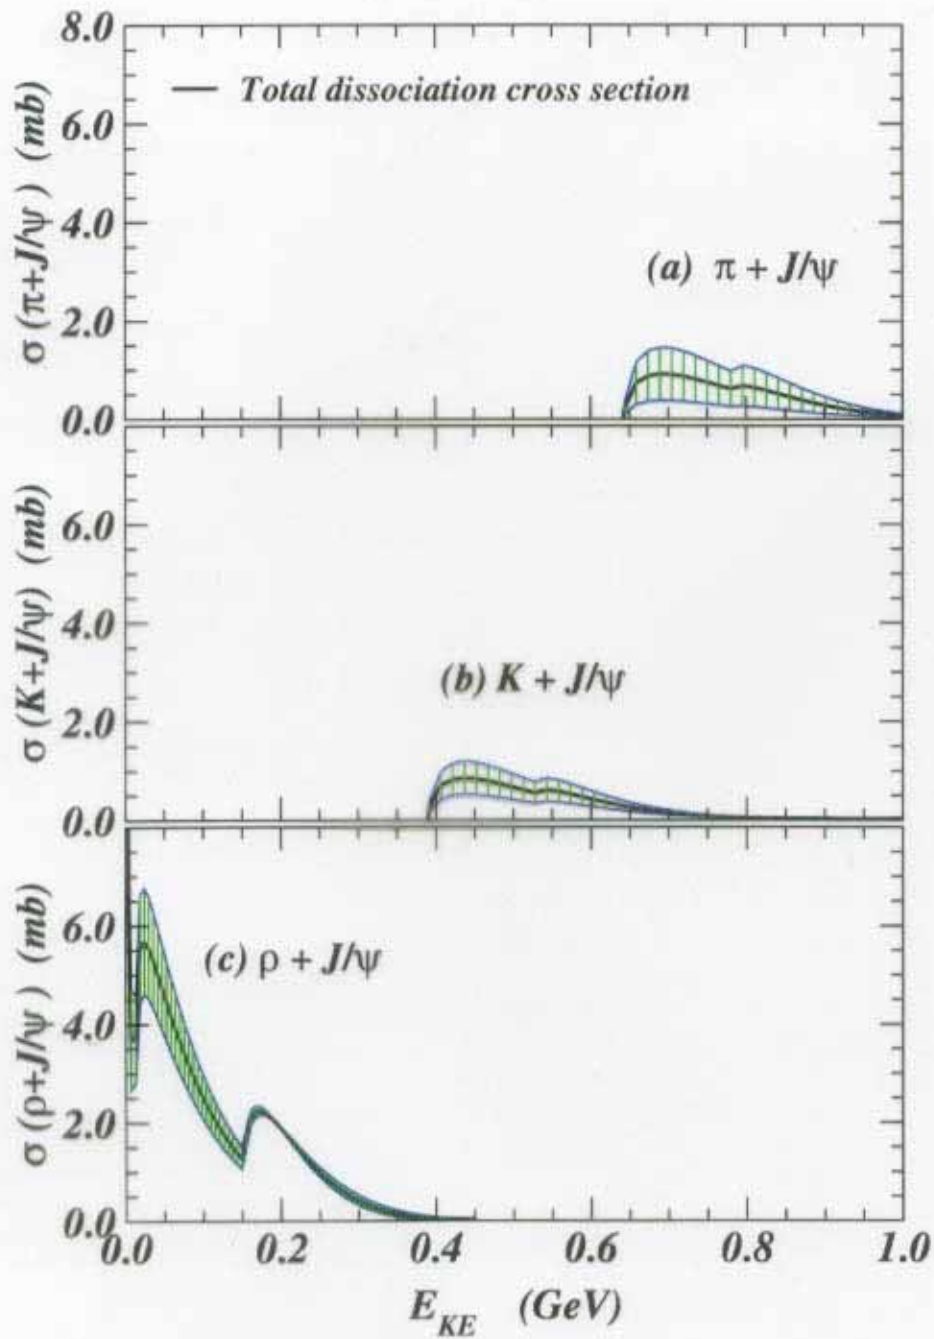 8.0
— Total dissociation cross section
6.0
4.0
(a) π + J/ψ
2.0
0.0
σ (π+J/ψ) (mb)
6.0
4.0
(b) K + J/ψ
2.0
0.0
σ (K+J/ψ) (mb)
6.0
(c) ρ + J/ψ
4.0
2.0
0.0
σ (ρ+J/ψ) (mb)
0.0 0.2 0.4 0.6 0.8 1.0
E_KE (GeV)